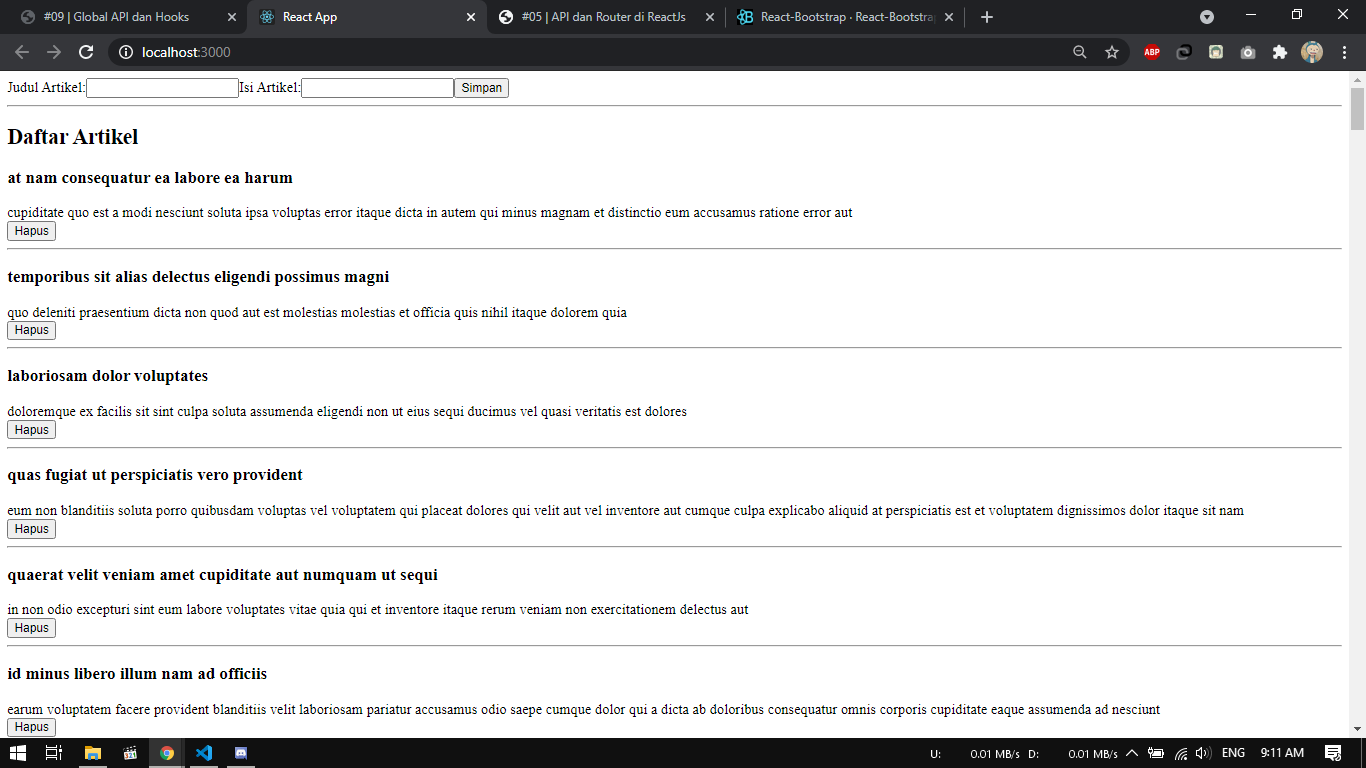 #09 | Global API dan Hooks
React App
#05 | API dan Router di ReactJs
React-Bootstrap · React-Bootstrap
localhost:3000
ABP
Judul Artikel:
Isi Artikel:
Simpan
Daftar Artikel
at nam consequatur ea labore ea harum
cupiditate quo est a modi nesciunt soluta ipsa voluptas error itaque dicta in autem qui minus magnam et distinctio eum accusamus ratione error aut
Hapus
temporibus sit alias delectus eligendi possimus magni
quo deleniti praesentium dicta non quod aut est molestias molestias et officia quis nihil itaque dolorem quia
Hapus
laboriosam dolor voluptates
doloremque ex facilis sit sint culpa soluta assumenda eligendi non ut eius sequi ducimus vel quasi veritatis est dolores
Hapus
quas fugiat ut perspiciatis vero provident
eum non blanditiis soluta porro quibusdam voluptas vel voluptatem qui placeat dolores qui velit aut vel inventore aut cumque culpa explicabo aliquid at perspiciatis est et voluptatem dignissimos dolor itaque sit nam
Hapus
quaerat velit veniam amet cupiditate aut numquam ut sequi
in non odio excepturi sint eum labore voluptates vitae quia qui et inventore itaque rerum veniam non exercitationem delectus aut
Hapus
id minus libero illum nam ad officiis
earum voluptatem facere provident blanditiis velit laboriosam pariatur accusamus odio saepe cumque dolor qui a dicta ab doloribus consequatur omnis corporis cupiditate eaque assumenda ad nesciunt
Hapus
U: 0.01 MB/s D: 0.01 MB/s
ENG
9:11 AM